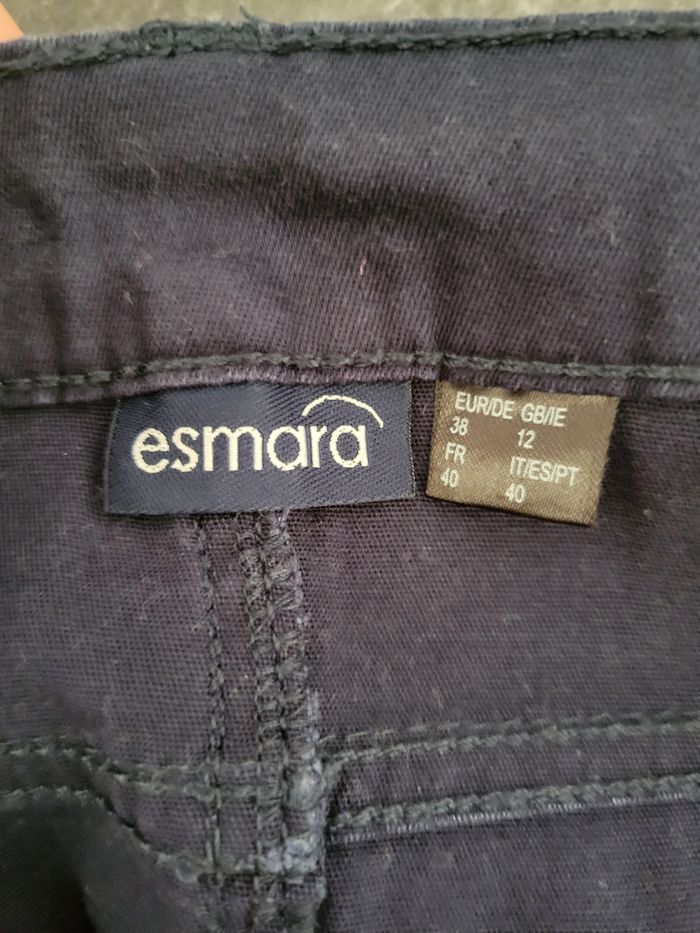 esmara
EUR/DE GB/IE
38 12
FR IT/ES/PT
40 40